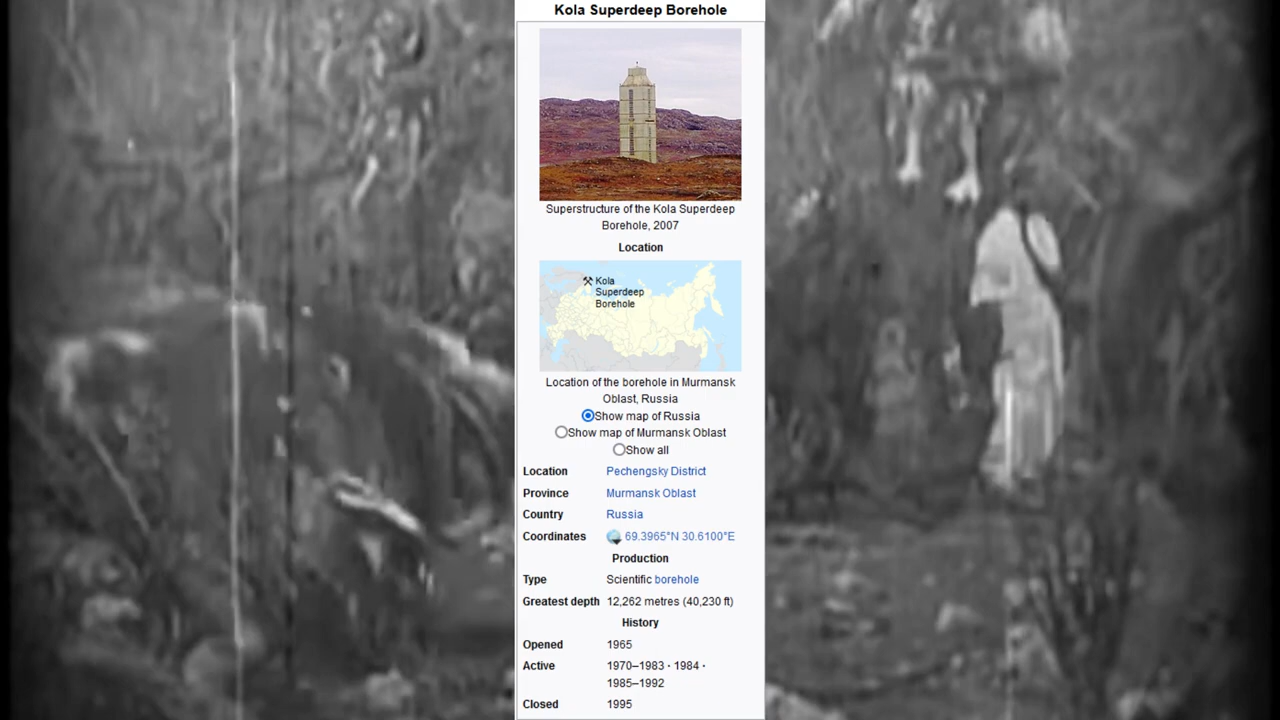 Kola Superdeep Borehole
Superstructure of the Kola Superdeep
Borehole, 2007
Location
Kola
Superdeep
Borehole
Location of the borehole in Murmansk
Oblast, Russia
Show map of Russia
Show map of Murmansk Oblast
Show all
Location Pechengsky District
Province Murmansk Oblast
Country Russia
Coordinates 69.3965°N 30.6100°E
Production
Type Scientific borehole
Greatest depth 12,262 metres (40,230 ft)
History
Opened 1965
Active 1970–1983 · 1984 ·
1985–1992
Closed 1995